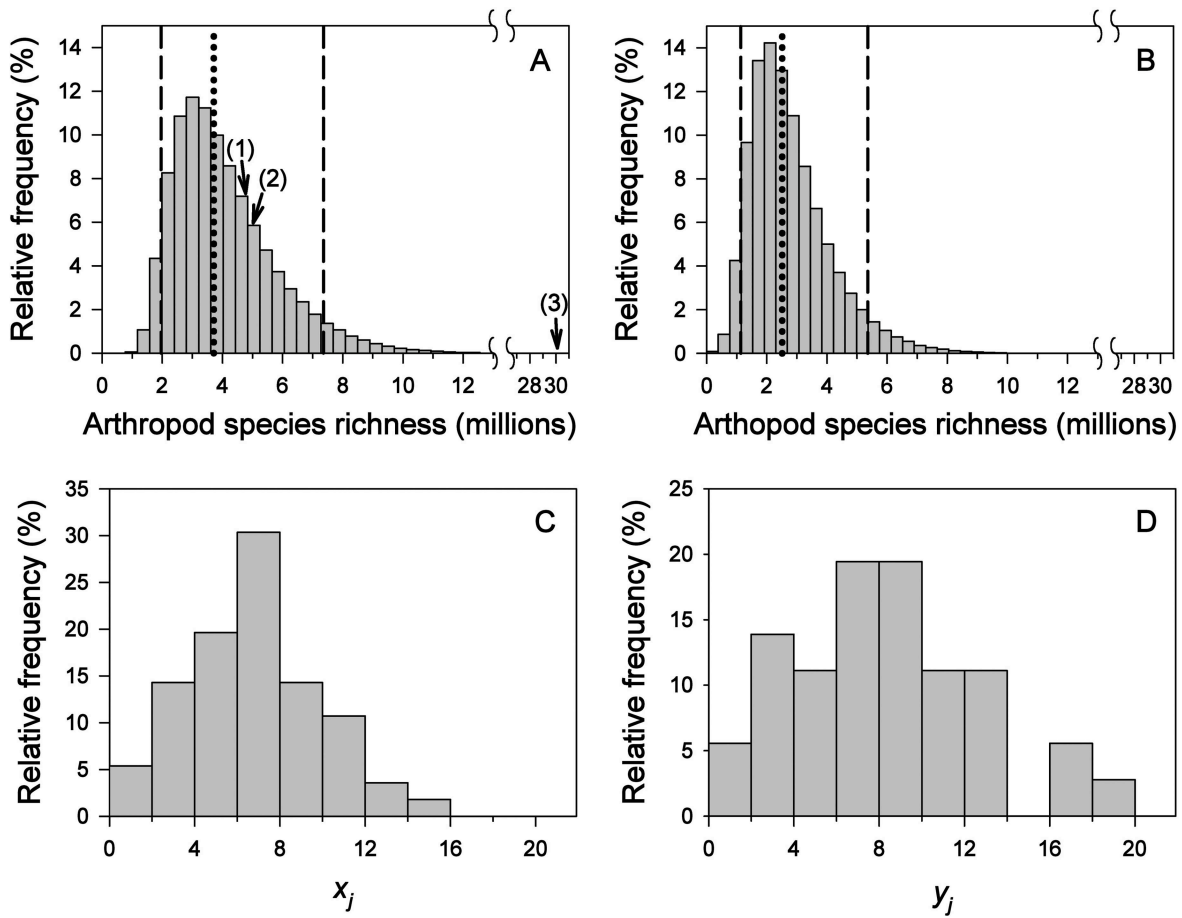 A
Relative frequency (%)
14
12
10
8
6
4
2
0
(1)
(2)
(3)
0 2 4 6 8 10 12 28 30
Arthropod species richness (millions)
B
Relative frequency (%)
14
12
10
8
6
4
2
0
0 2 4 6 8 10 12 28 30
Arthopod species richness (millions)
C
Relative frequency (%)
35
30
25
20
15
10
5
0
0 4 8 12 16 20
xj
D
Relative frequency (%)
25
20
15
10
5
0
0 4 8 12 16 20
yj